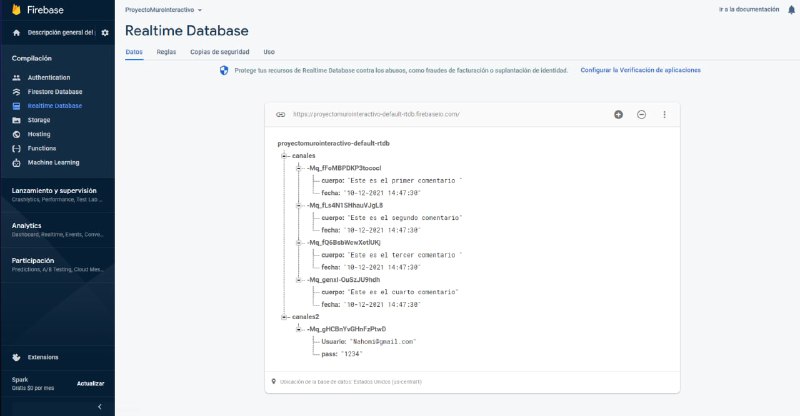 Firebase
ProyectoMuroInteractivo
Ir a la documentación
Descripción general del
Realtime Database
Datos
Reglas
Copias de seguridad
Uso
Compilación
Protege tus recursos de Realtime Database contra los abusos, como fraudes de facturación o suplantación de identidad.
Configurar la Verificación de aplicaciones
Authentication
Firestore Database
Realtime Database
Storage
Hosting
Functions
Machine Learning
Lanzamiento y supervisión
Crashlytics, Performance, Test Lab ...
Analytics
Dashboard, Realtime, Events, Conve...
Participación
Predictions, A/B Testing, Cloud Mes...
Extensions
Spark
Gratis $0 por mes
Actualizar
https://proyectomurointeractivo-default-rtdb.firebaseio.com/
proyectomurointeractivo-default-rtdb
canales
cuerpo: "Este es el primer comentario "
fecha: "10-12-2021 14:47:30"
-Mq_fLs4N1SHhauVJgL8
cuerpo: "Este es el segundo comentario"
fecha: "10-12-2021 14:47:30"
-Mq_fQ6BsbWcwXetlUKj
cuerpo: "Este es el tercer comentario"
fecha: "10-12-2021 14:47:30"
-Mq_genxI-OuSzJU9hdh
cuerpo: "Este es el cuarto comentario"
fecha: "10-12-2021 14:47:30"
canales2
-Mq_gHCBnYvGHnFzPtwD
Usuario: "Nahomi@gmail.com"
pass: "1234"
Ubicación de la base de datos: Estados Unidos (us-central1)